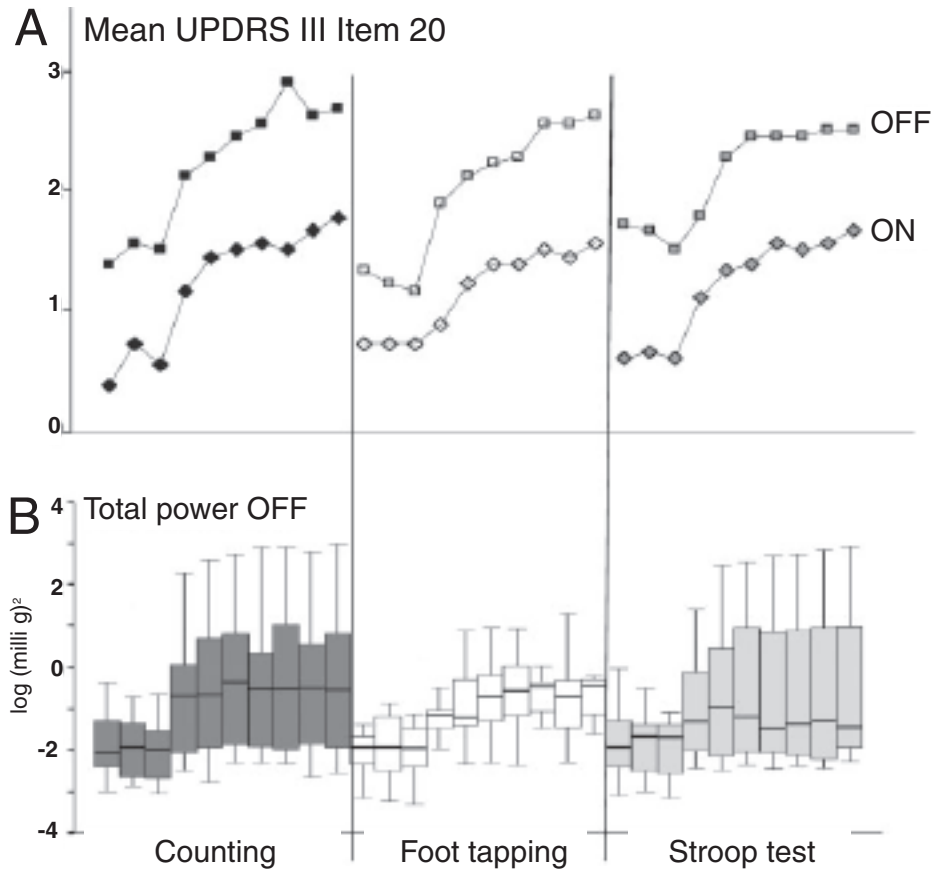 A
Mean UPDRS III Item 20
3
2
1
0
OFF
ON
B
Total power OFF
4
2
0
-2
-4
log (milli g)²
Counting
Foot tapping
Stroop test